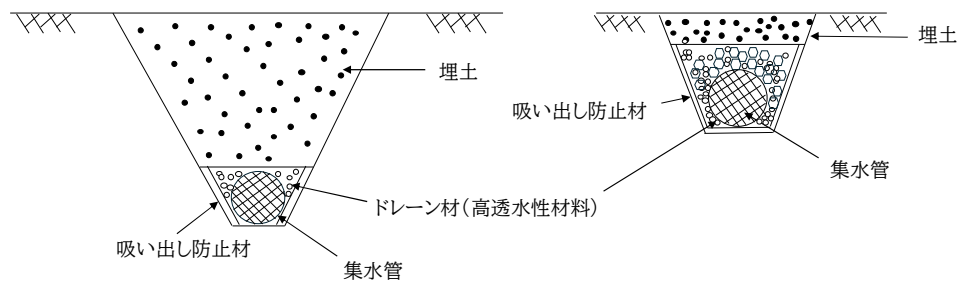 埋土
吸い出し防止材
ドレーン材（高透水性材料）
集水管
埋土
吸い出し防止材
集水管